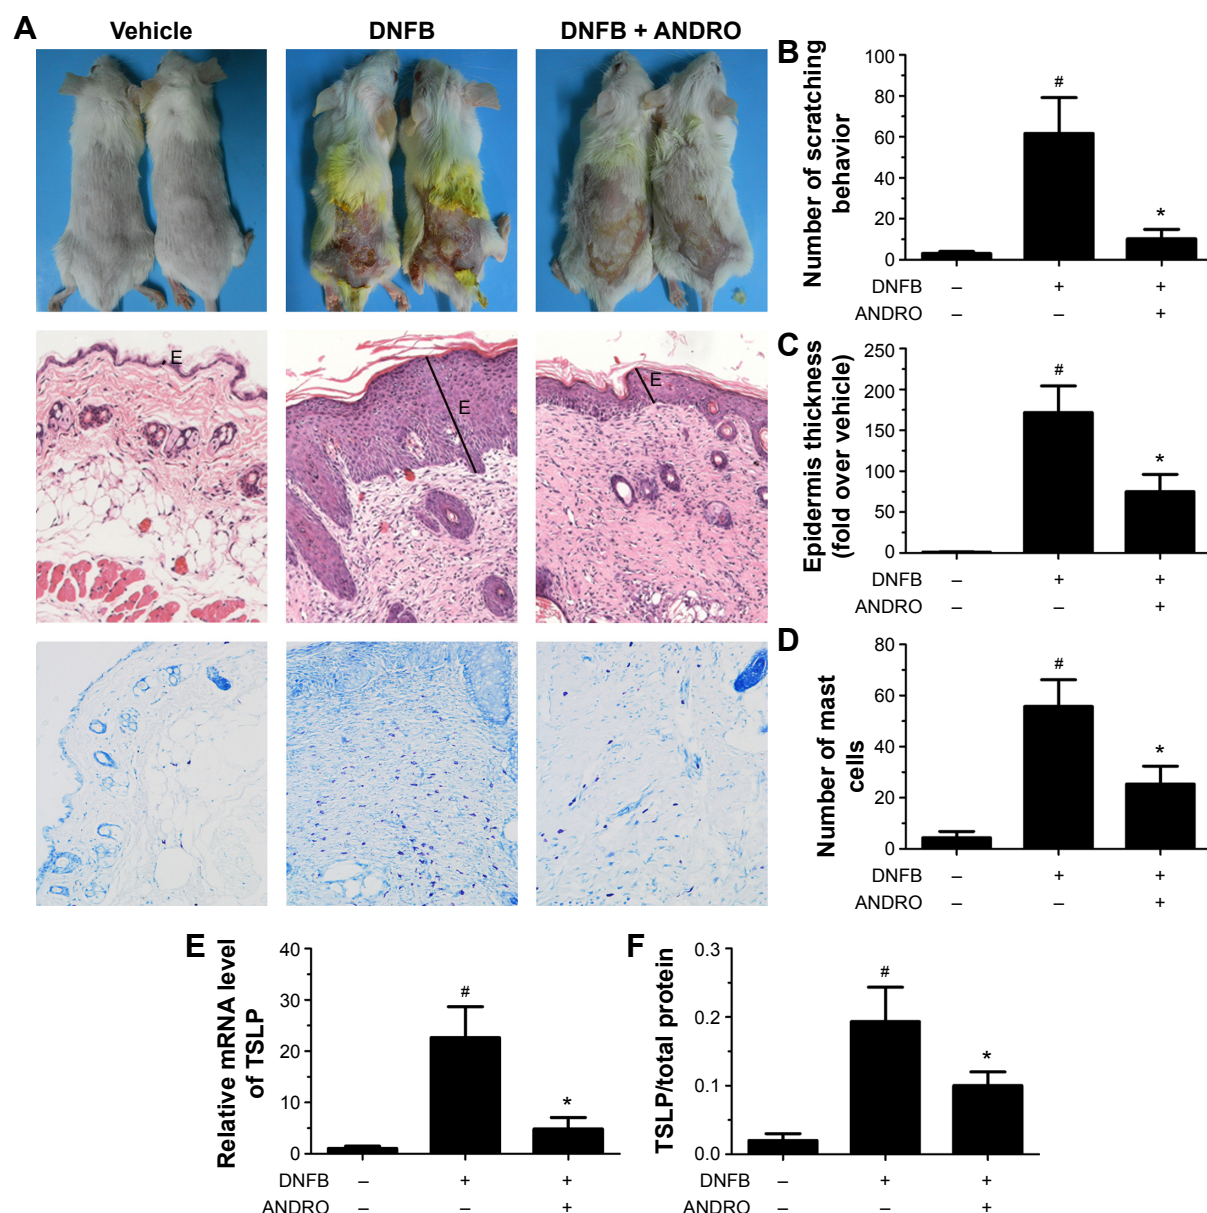 A
Vehicle
DNFB
DNFB + ANDRO
E
E
E
B
Number of scratching
behavior
100
80
60
40
20
0
#
*
DNFB – + +
ANDRO – – +
C
Epidermis thickness
(fold over vehicle)
250
200
150
100
50
0
#
*
DNFB – + +
ANDRO – – +
D
Number of mast
cells
80
60
40
20
0
#
*
DNFB – + +
ANDRO – – +
E
Relative mRNA level
of TSLP
40
30
20
10
0
#
*
DNFB – + +
ANDRO – – +
F
TSLP/total protein
0.3
0.2
0.1
0.0
#
*
DNFB – + +
ANDRO – – +